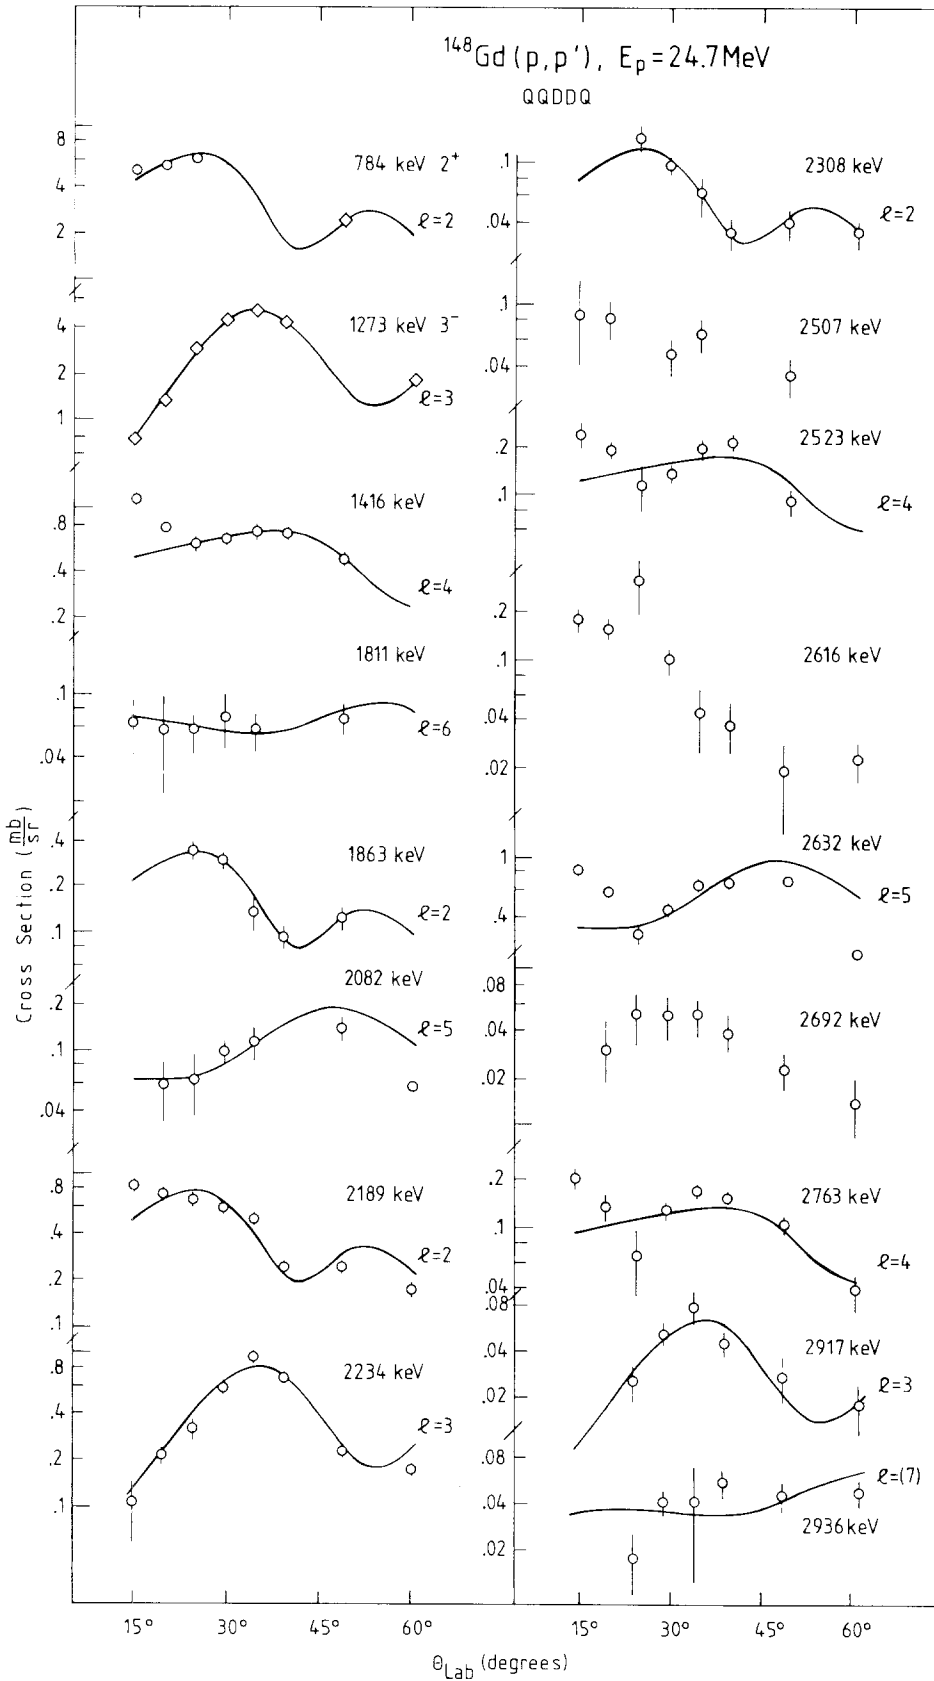 ¹⁴⁸Gd(p,p'), E_p=24.7MeV
QQDDQ
Cross Section (mb/sr)
8
4
2
784 keV 2⁺
ℓ=2
4
2
1
1273 keV 3⁻
ℓ=3
.8
.4
.2
1416 keV
ℓ=4
1811 keV
.1
.04
ℓ=6
.4
.2
.1
1863 keV
ℓ=2
2082 keV
.2
.1
.04
ℓ=5
.8
.4
.2
.1
2189 keV
ℓ=2
.8
.4
.2
.1
2234 keV
ℓ=3
15° 30° 45° 60°
.1
.04
2308 keV
ℓ=2
.1
.04
2507 keV
.2
.1
2523 keV
ℓ=4
.2
.1
.04
.02
2616 keV
1
.4
2632 keV
ℓ=5
.08
.04
.02
2692 keV
.2
.1
.04
2763 keV
ℓ=4
.08
.04
.02
2917 keV
ℓ=3
.08
.04
.02
ℓ=(7)
2936 keV
15° 30° 45° 60°
Θ_Lab (degrees)